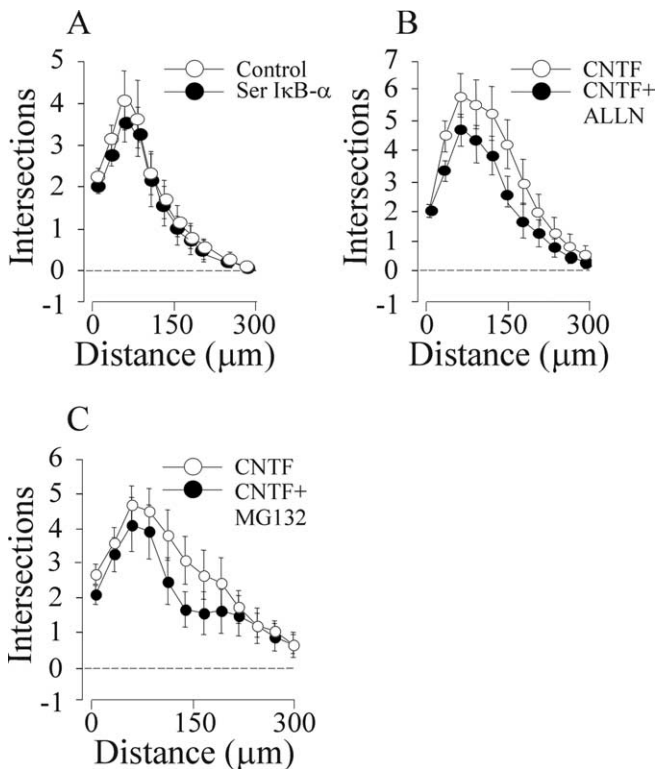 A
Control
Ser IκB-α
5
4
3
2
1
0
-1
Intersections
0 150 300
Distance (μm)
B
CNTF
CNTF+
ALLN
7
6
5
4
3
2
1
0
-1
Intersections
0 150 300
Distance (μm)
C
CNTF
CNTF+
MG132
6
5
4
3
2
1
0
-1
Intersections
0 150 300
Distance (μm)